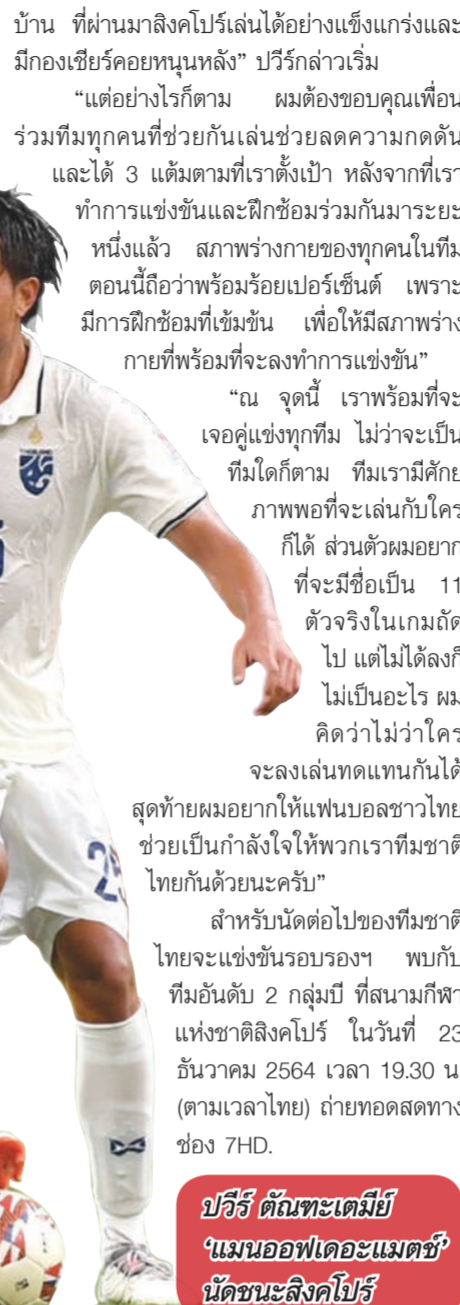 บ้าน ที่ผ่านมาสิงคโปร์เล่นได้อย่างแข็งแกร่งและ
มีกองเชียร์คอยหนุนหลัง” ปวีร์กล่าวเริ่ม
“แต่อย่างไรก็ตาม ผมต้องขอบคุณเพื่อน
ร่วมทีมทุกคนที่ช่วยกันเล่นช่วยลดความกดดัน
และได้ 3 แต้มตามที่เราตั้งเป้า หลังจากที่เรา
ทำการแข่งขันและฝึกซ้อมร่วมกันมาระยะ
หนึ่งแล้ว สภาพร่างกายของทุกคนในทีม
ตอนนี้ถือว่าพร้อมร้อยเปอร์เซ็นต์ เพราะ
มีการฝึกซ้อมที่เข้มข้น เพื่อให้มีสภาพร่าง
กายที่พร้อมที่จะลงทำการแข่งขัน”
“ณ จุดนี้ เราพร้อมที่จะ
เจอคู่แข่งทุกทีม ไม่ว่าจะเป็น
ทีมใดก็ตาม ทีมเรามีศักย
ภาพพอที่จะเล่นกับใคร
ก็ได้ ส่วนตัวผมอยาก
ที่จะมีชื่อเป็น 11
ตัวจริงในเกมถัด
ไป แต่ไม่ได้ลงก็
ไม่เป็นอะไร ผม
คิดว่าไม่ว่าใคร
จะลงเล่นทดแทนกันได้
สุดท้ายผมอยากให้แฟนบอลชาวไทย
ช่วยเป็นกำลังใจให้พวกเราทีมชาติ
ไทยกันด้วยนะครับ”
สำหรับนัดต่อไปของทีมชาติ
ไทยจะแข่งขันรอบรองฯ พบกับ
ทีมอันดับ 2 กลุ่มบี ที่สนามกีฬา
แห่งชาติสิงคโปร์ ในวันที่ 23
ธันวาคม 2564 เวลา 19.30 น.
(ตามเวลาไทย) ถ่ายทอดสดทาง
ช่อง 7HD.
ปวีร์ ตัณฑะเตมีย์
‘แมนออฟเดอะแมตช์’
นัดชนะสิงคโปร์